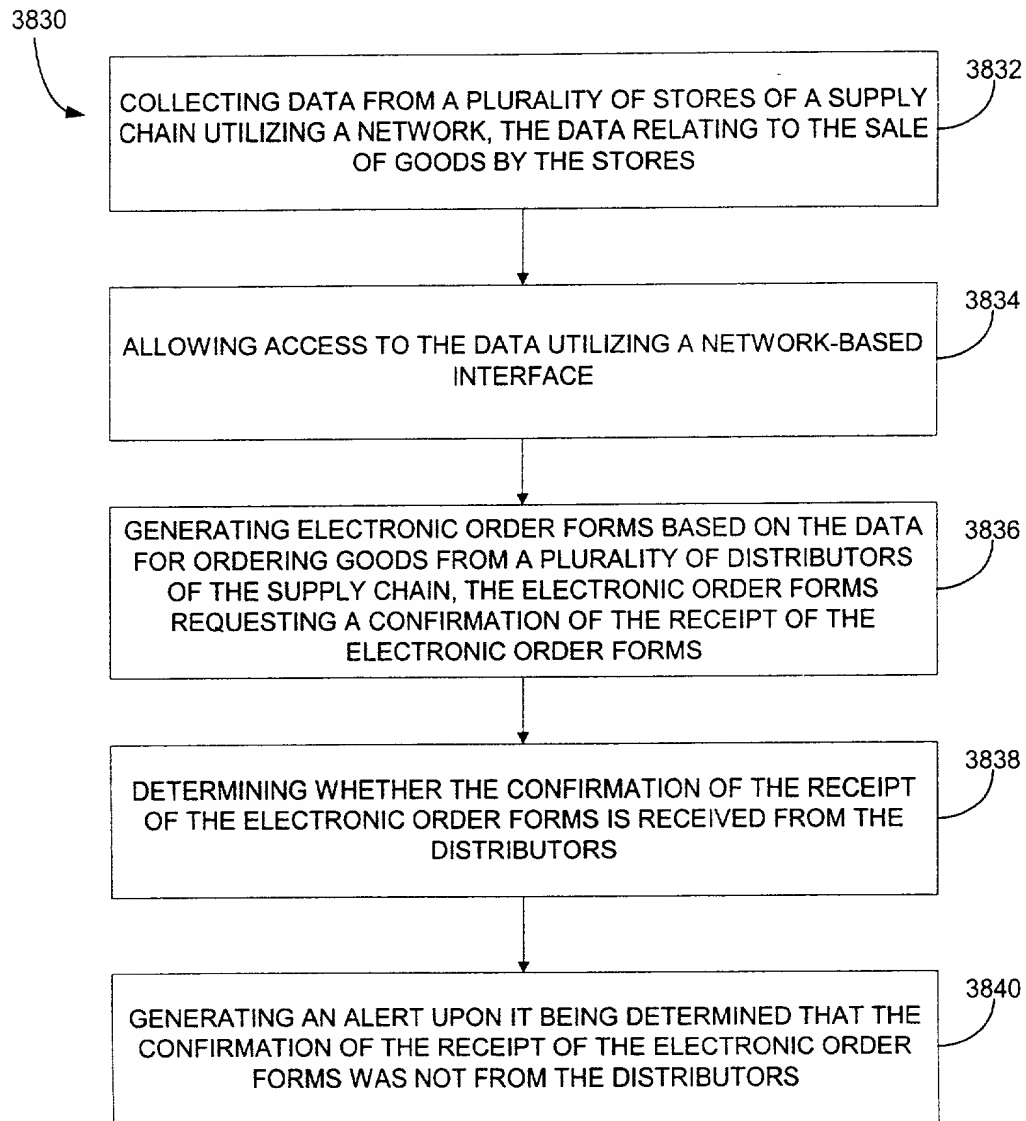 3830
3832
COLLECTING DATA FROM A PLURALITY OF STORES OF A SUPPLY
CHAIN UTILIZING A NETWORK, THE DATA RELATING TO THE SALE
OF GOODS BY THE STORES
3834
ALLOWING ACCESS TO THE DATA UTILIZING A NETWORK-BASED
INTERFACE
3836
GENERATING ELECTRONIC ORDER FORMS BASED ON THE DATA
FOR ORDERING GOODS FROM A PLURALITY OF DISTRIBUTORS
OF THE SUPPLY CHAIN, THE ELECTRONIC ORDER FORMS
REQUESTING A CONFIRMATION OF THE RECEIPT OF THE
ELECTRONIC ORDER FORMS
3838
DETERMINING WHETHER THE CONFIRMATION OF THE RECEIPT
OF THE ELECTRONIC ORDER FORMS IS RECEIVED FROM THE
DISTRIBUTORS
3840
GENERATING AN ALERT UPON IT BEING DETERMINED THAT THE
CONFIRMATION OF THE RECEIPT OF THE ELECTRONIC ORDER
FORMS WAS NOT FROM THE DISTRIBUTORS